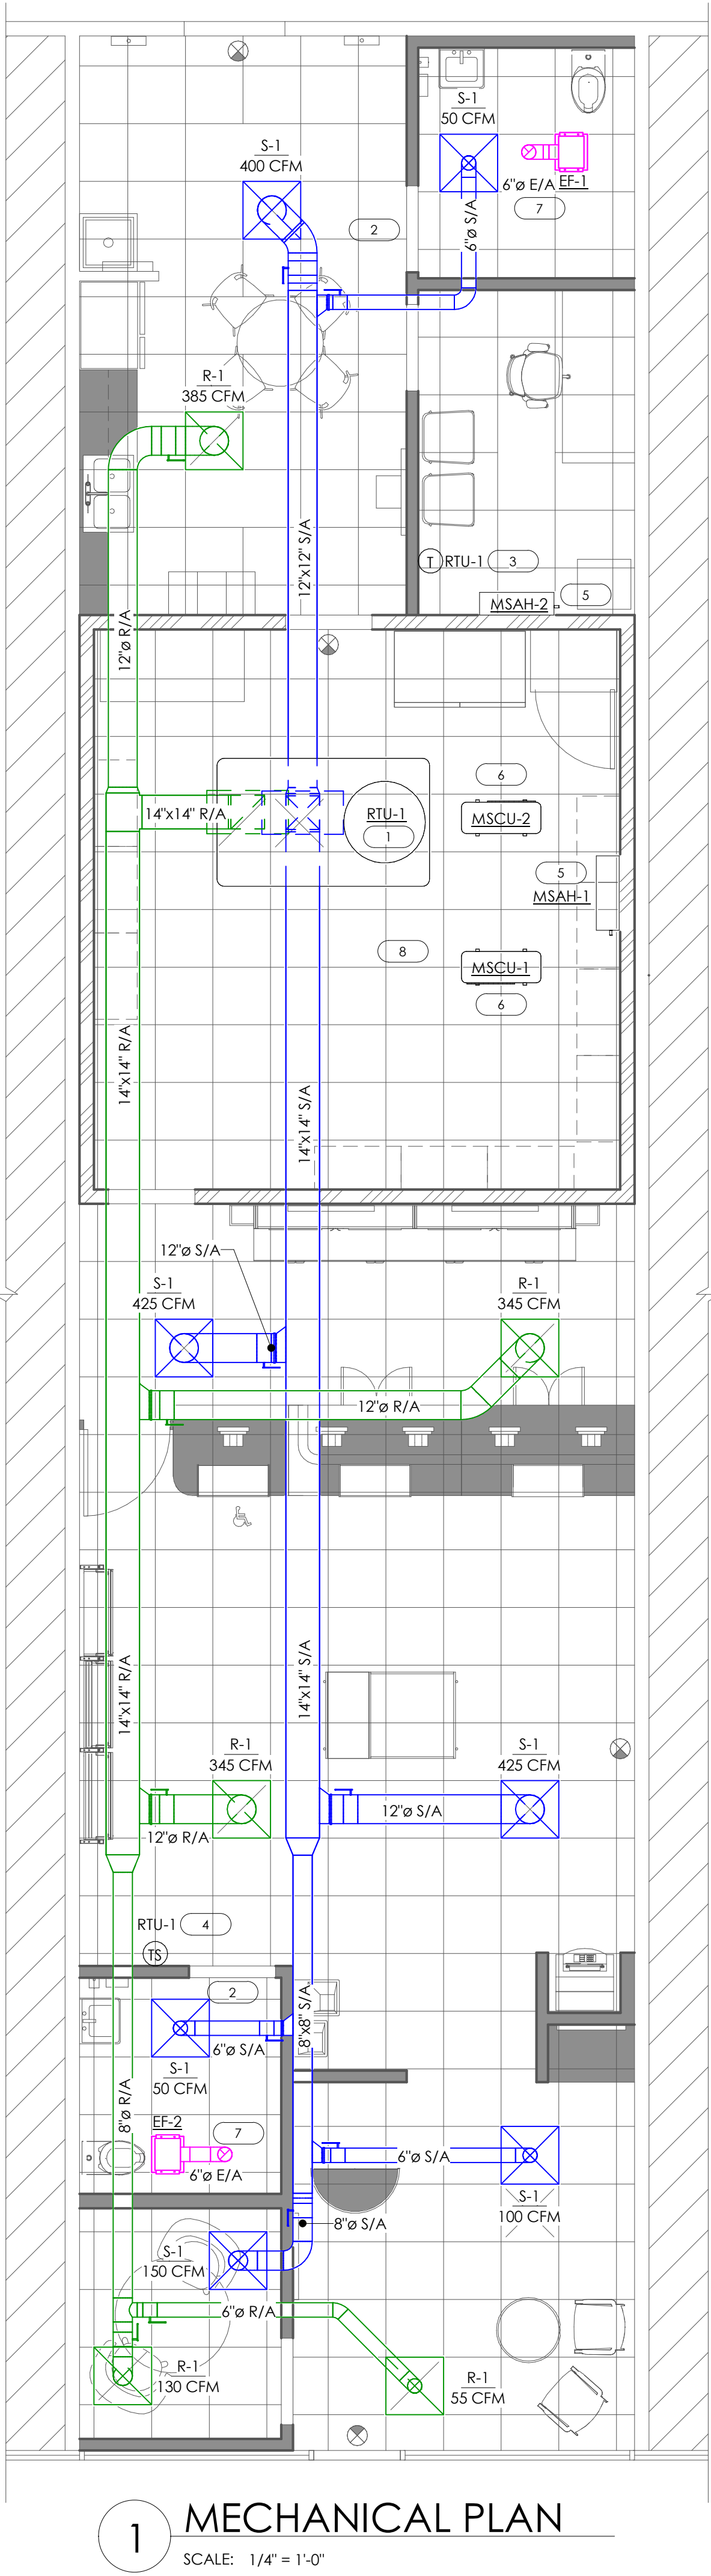 S-1
50 CFM
S-1
400 CFM
6"ø E/A
EF-1
7
2
6"ø S/A
R-1
385 CFM
12"x12" S/A
T
RTU-1
3
5
MSAH-2
12"ø R/A
6
14"x14" R/A
RTU-1
1
MSCU-2
5
MSAH-1
8
MSCU-1
6
14"x14" R/A
14"x14" S/A
12"ø S/A
S-1
425 CFM
R-1
345 CFM
12"ø R/A
14"x14" R/A
14"x14" S/A
R-1
345 CFM
S-1
425 CFM
12"ø S/A
12"ø R/A
RTU-1
4
TS
2
8"x8" S/A
6"ø S/A
S-1
50 CFM
8"ø R/A
EF-2
7
6"ø E/A
6"ø S/A
S-1
100 CFM
8"ø S/A
S-1
150 CFM
6"ø R/A
R-1
130 CFM
R-1
55 CFM
1
MECHANICAL PLAN
SCALE: 1/4" = 1'-0"